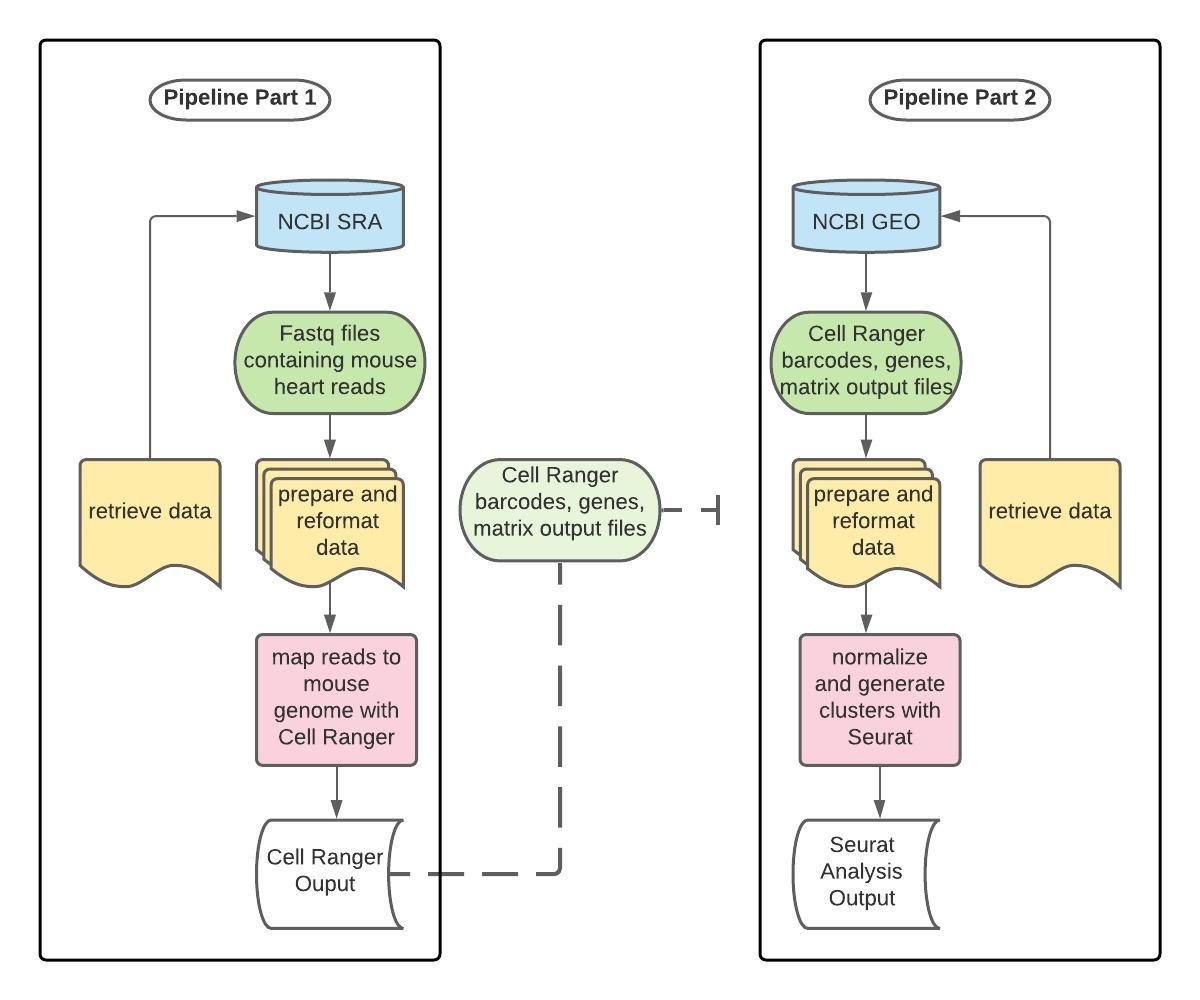 Pipeline Part 1
NCBI SRA
Fastq files
containing mouse
heart reads
retrieve data
prepare and
reformat
data
map reads to
mouse
genome with
Cell Ranger
Cell Ranger
Ouput
Cell Ranger
barcodes, genes,
matrix output files
Pipeline Part 2
NCBI GEO
Cell Ranger
barcodes, genes,
matrix output files
prepare and
reformat
data
retrieve data
normalize
and generate
clusters with
Seurat
Seurat
Analysis
Output